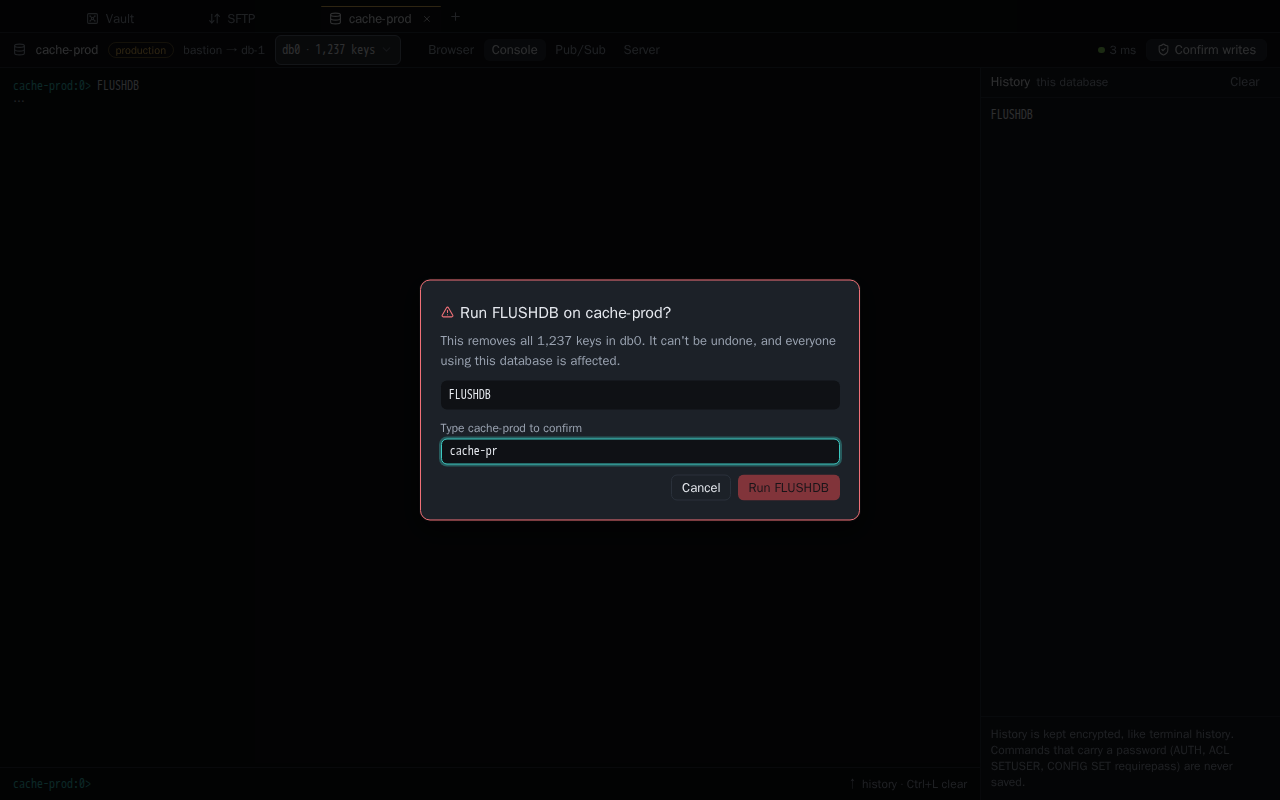 Vault
SFTP
cache-prod × +
cache-prod production bastion → db-1 db0 · 1,237 keys Browser Console Pub/Sub Server 3 ms Confirm writes
cache-prod:0> FLUSHDB
...
History this database Clear
FLUSHDB
Run FLUSHDB on cache-prod?
This removes all 1,237 keys in db0. It can't be undone, and everyone
using this database is affected.
FLUSHDB
Type cache-prod to confirm
cache-pr
Cancel Run FLUSHDB
History is kept encrypted, like terminal history.
Commands that carry a password (AUTH, ACL
SETUSER, CONFIG SET requirepass) are never
saved.
cache-prod:0>
↑ history · Ctrl+L clear